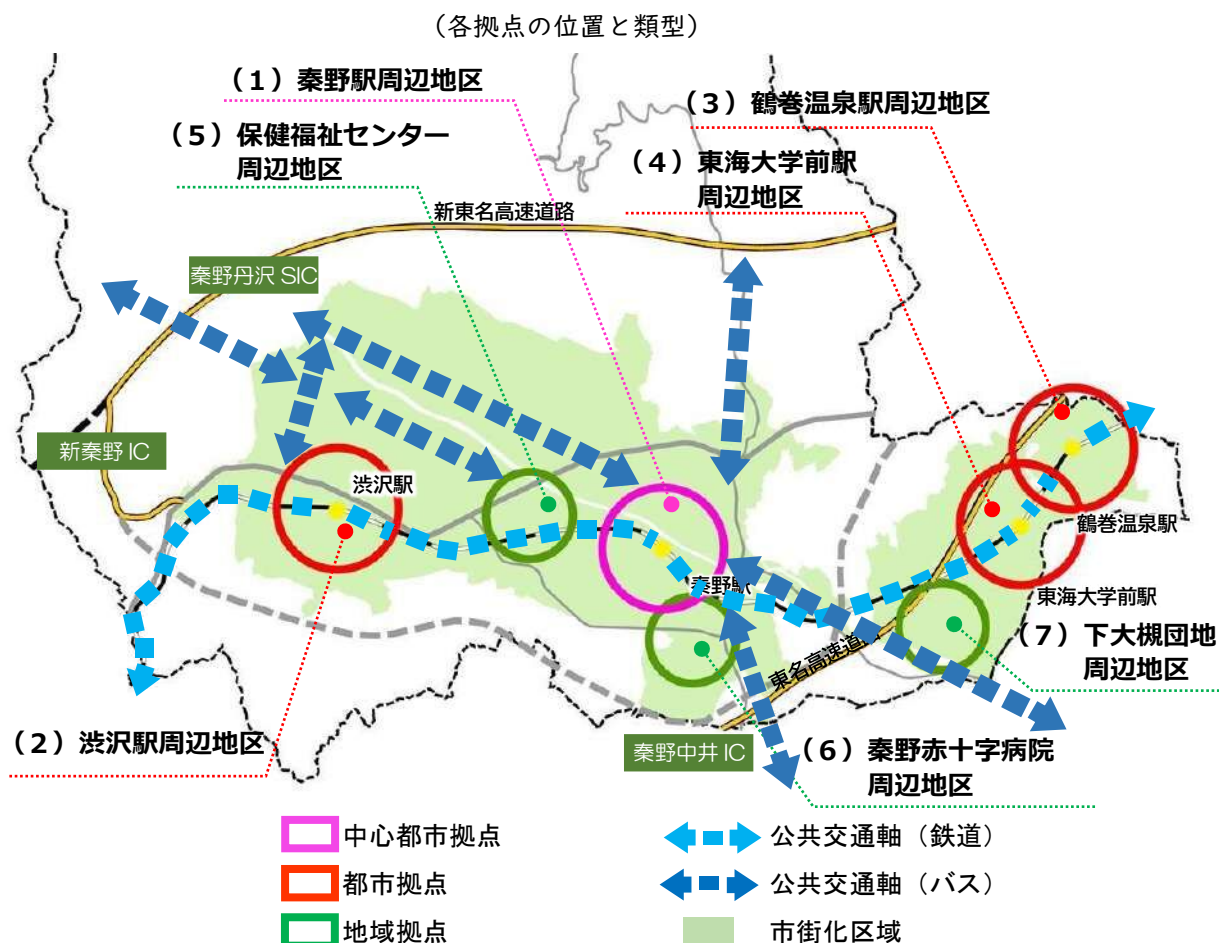 （各拠点の位置と類型）
（１）秦野駅周辺地区
（３）鶴巻温泉駅周辺地区
（５）保健福祉センター
周辺地区
（４）東海大学前駅
周辺地区
新東名高速道路
秦野丹沢 SIC
新秦野 IC
渋沢駅
鶴巻温泉駅
秦野駅
東海大学前駅
東名高速道路
（７）下大槻団地
周辺地区
（２）渋沢駅周辺地区
秦野中井 IC
（６）秦野赤十字病院
周辺地区
中心都市拠点
公共交通軸（鉄道）
都市拠点
公共交通軸（バス）
地域拠点
市街化区域